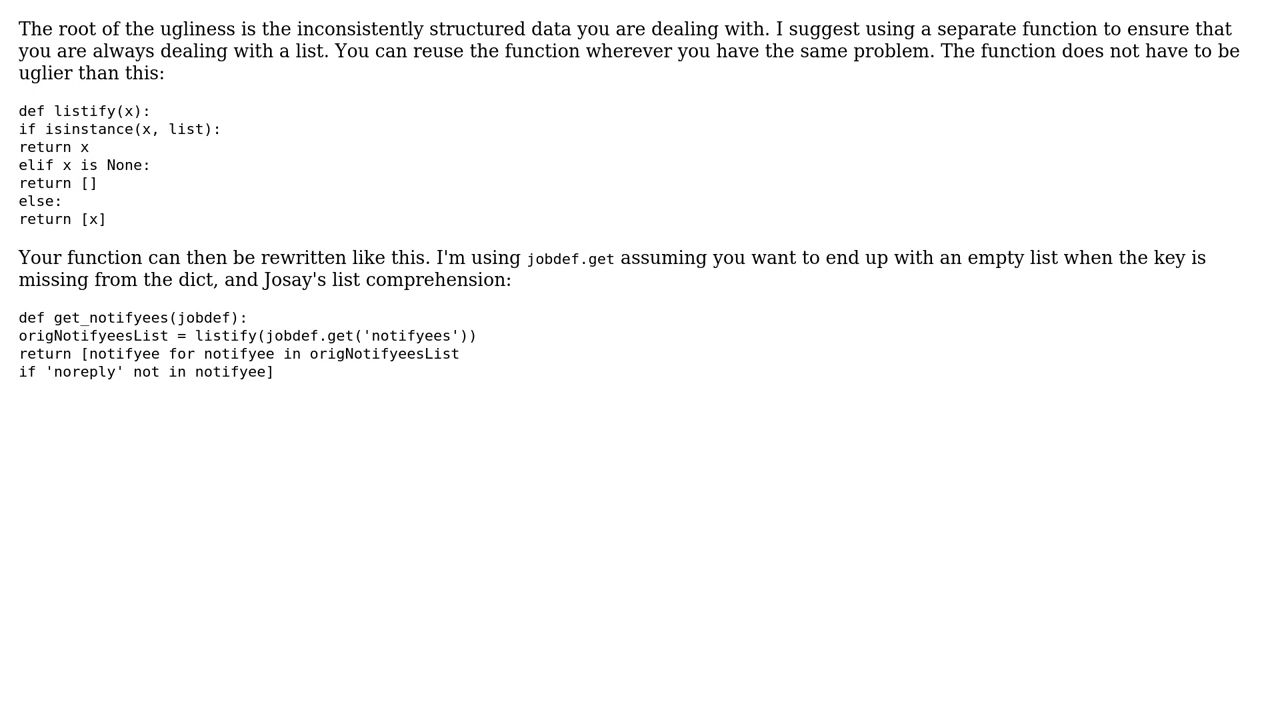 The root of the ugliness is the inconsistently structured data you are dealing with. I suggest using a separate function to ensure that
you are always dealing with a list. You can reuse the function wherever you have the same problem. The function does not have to be
uglier than this:
def listify(x):
if isinstance(x, list):
return x
elif x is None:
return []
else:
return [x]
Your function can then be rewritten like this. I'm using jobdef.get assuming you want to end up with an empty list when the key is
missing from the dict, and Josay's list comprehension:
def get_notifyees(jobdef):
origNotifyeesList = listify(jobdef.get('notifyees'))
return [notifyee for notifyee in origNotifyeesList
if 'noreply' not in notifyee]